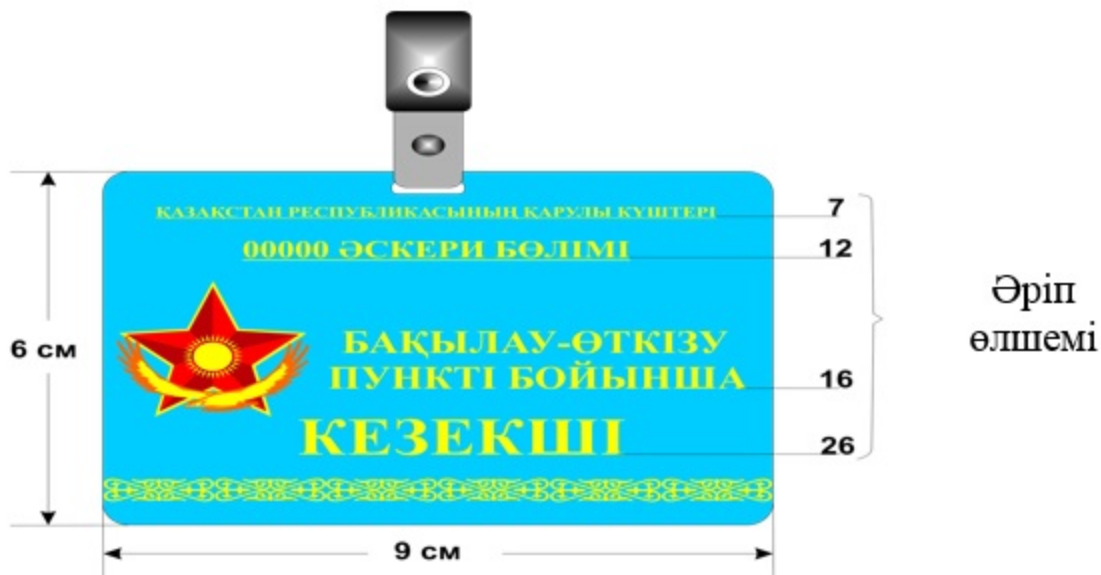 ҚАЗАҚСТАН РЕСПУБЛИКАСЫНЫҢ ҚАРУЛЫ КҮШТЕРІ 7
00000 ӘСКЕРИ БӨЛІМІ 12
БАҚЫЛАУ-ӨТКІЗУ
ПУНКТІ БОЙЫНША 16
КЕЗЕКШІ 26
6 см
9 см
Әріп
өлшемі